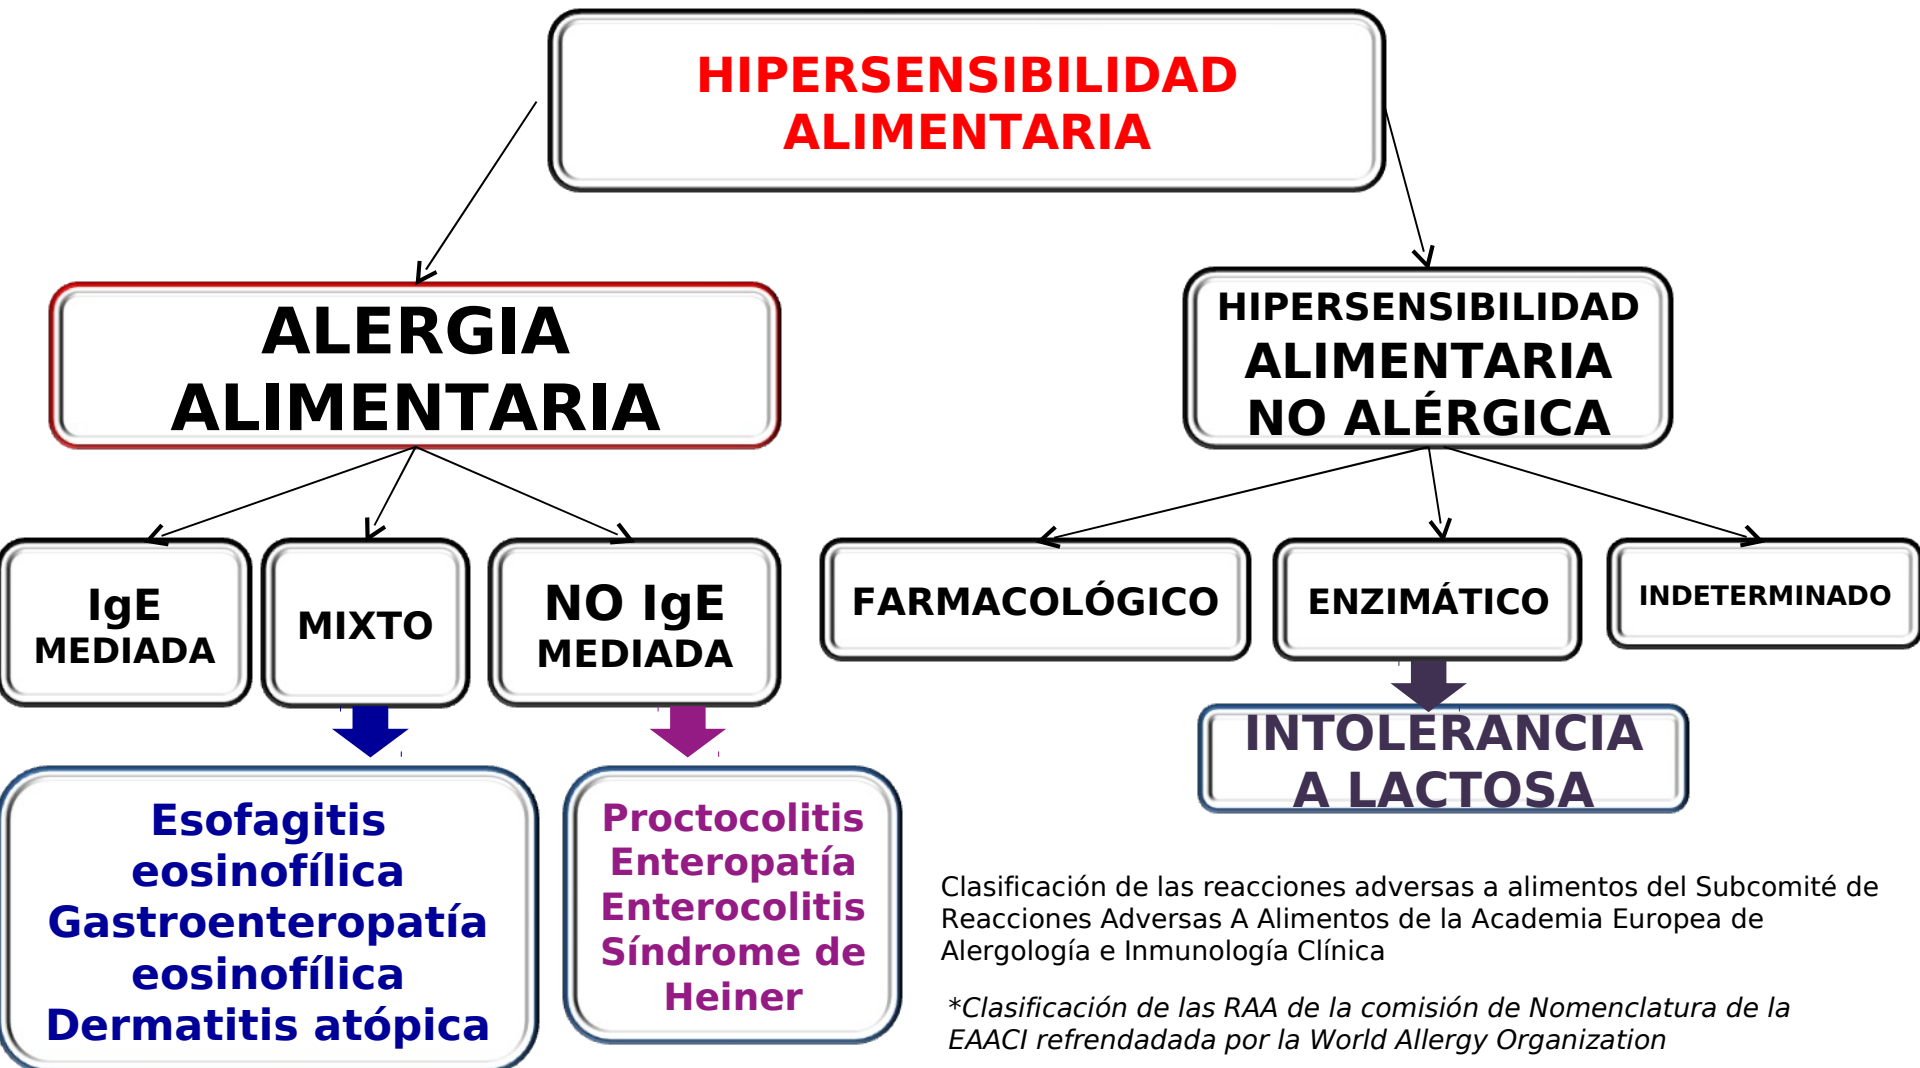 HIPERSENSIBILIDAD
ALIMENTARIA
ALERGIA
ALIMENTARIA
HIPERSENSIBILIDAD
ALIMENTARIA
NO ALÉRGICA
IgE
MEDIADA
MIXTO
NO IgE
MEDIADA
FARMACOLÓGICO
ENZIMÁTICO
INDETERMINADO
INTOLERANCIA
A LACTOSA
Esofagitis
eosinofílica
Gastroenteropatía
eosinofílica
Dermatitis atópica
Proctocolitis
Enteropatía
Enterocolitis
Síndrome de
Heiner
Clasificación de las reacciones adversas a alimentos del Subcomité de
Reacciones Adversas A Alimentos de la Academia Europea de
Alergología e Inmunología Clínica
*Clasificación de las RAA de la comisión de Nomenclatura de la
EAACI refrendadada por la World Allergy Organization